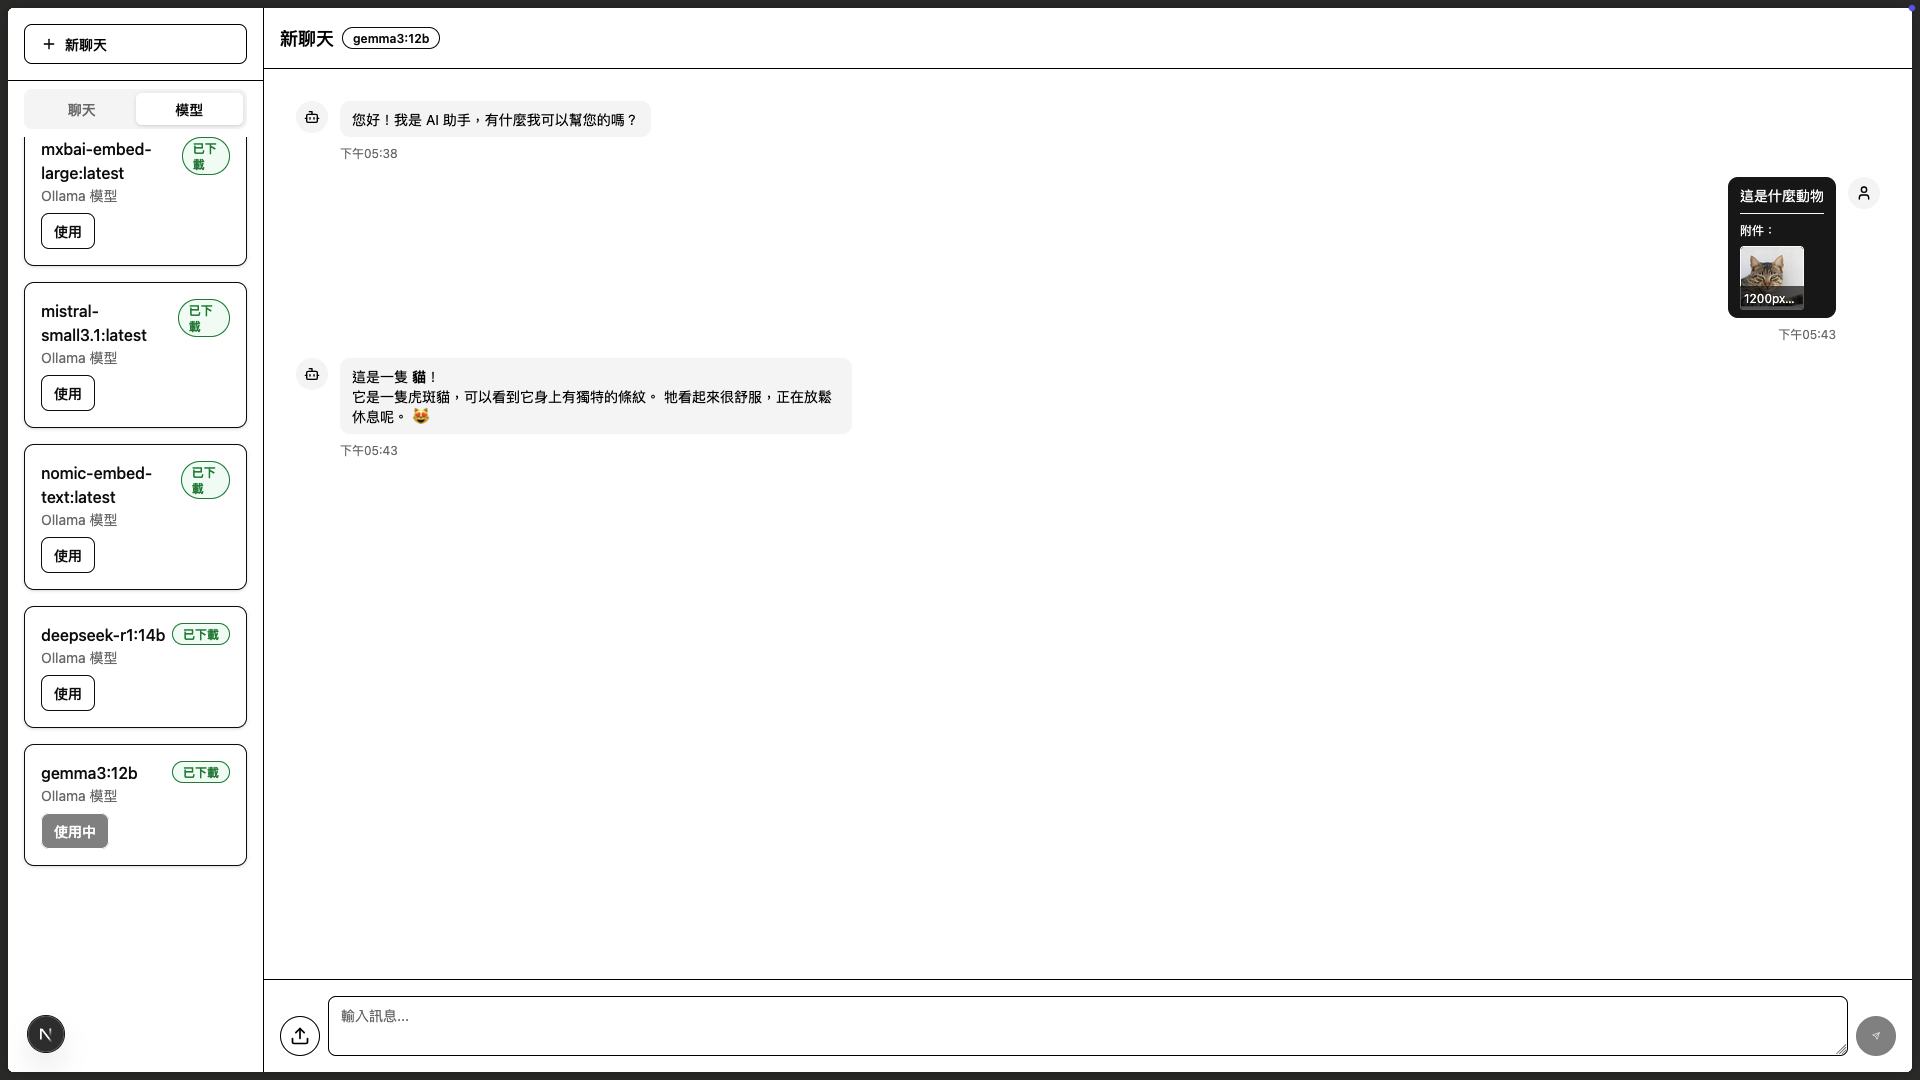 新聊天
聊天
模型
mxbai-embed-
large:latest
已下
載
Ollama 模型
使用
mistral-
small3.1:latest
已下
載
Ollama 模型
使用
nomic-embed-
text:latest
已下
載
Ollama 模型
使用
deepseek-r1:14b
已下載
Ollama 模型
使用
gemma3:12b
已下載
Ollama 模型
使用中
N
新聊天
gemma3:12b
您好！我是 AI 助手，有什麼我可以幫您的嗎？
下午05:38
這是什麼動物
附件：
1200px...
下午05:43
這是一隻 貓！
它是一隻虎斑貓，可以看到它身上有獨特的條紋。 牠看起來很舒服，正在放鬆
休息呢。 😻
下午05:43
輸入訊息...